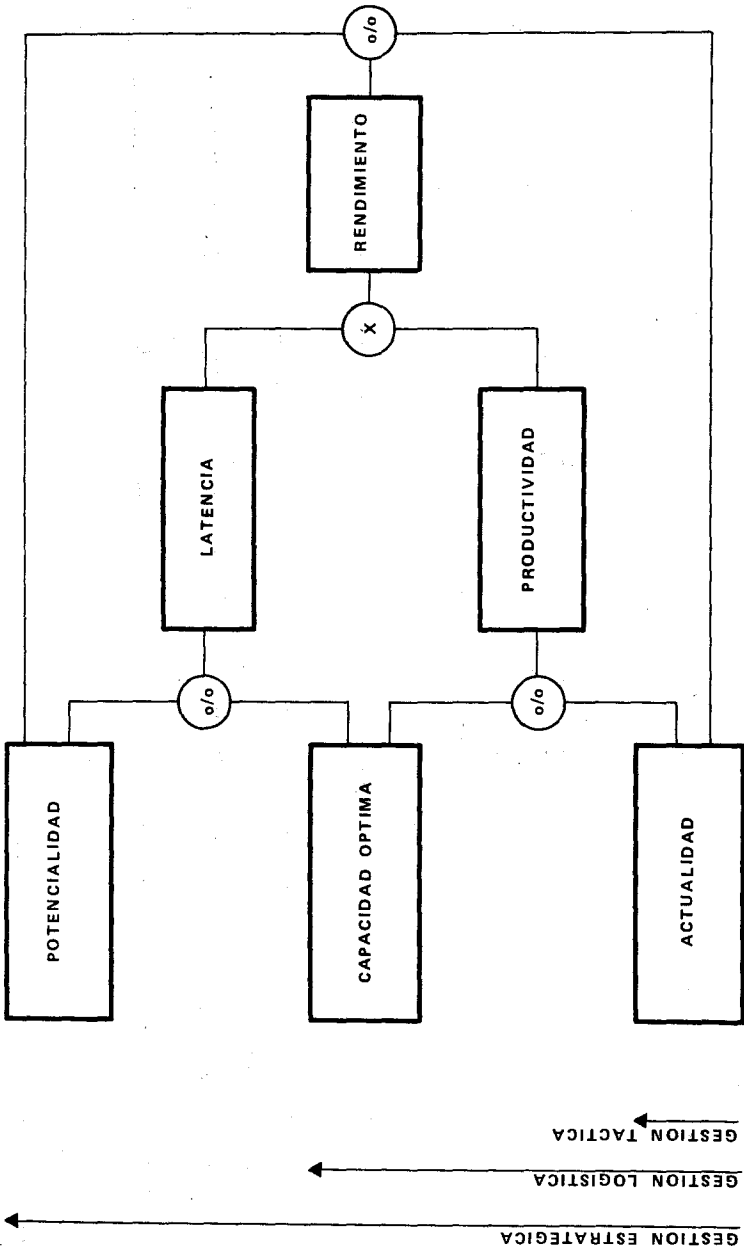 POTENCIALIDAD
CAPACIDAD OPTIMA
ACTUALIDAD
o/o
o/o
LATENCIA
PRODUCTIVIDAD
X
RENDIMIENTO
o/o
GESTION TACTICA
GESTION LOGISTICA
GESTION ESTRATEGICA